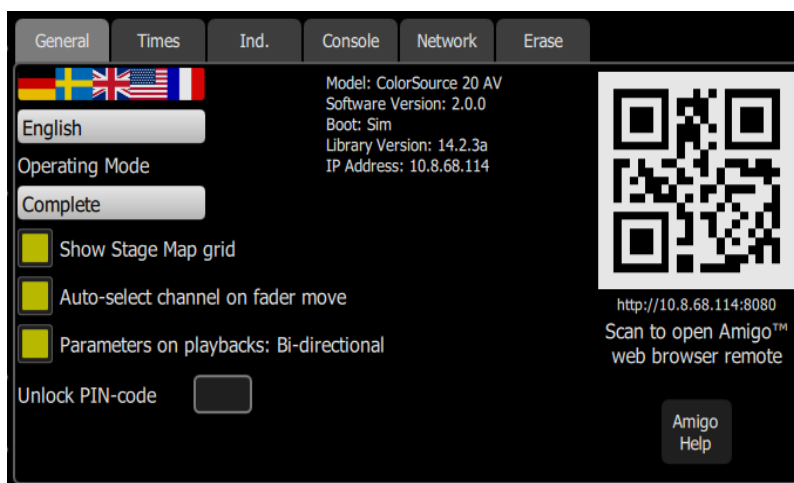 General
Times
Ind.
Console
Network
Erase
English
Operating Mode
Complete
Show Stage Map grid
Auto-select channel on fader move
Parameters on playbacks: Bi-directional
Unlock PIN-code
Model: ColorSource 20 AV
Software Version: 2.0.0
Boot: Sim
Library Version: 14.2.3a
IP Address: 10.8.68.114
http://10.8.68.114:8080
Scan to open Amigo™
web browser remote
Amigo
Help